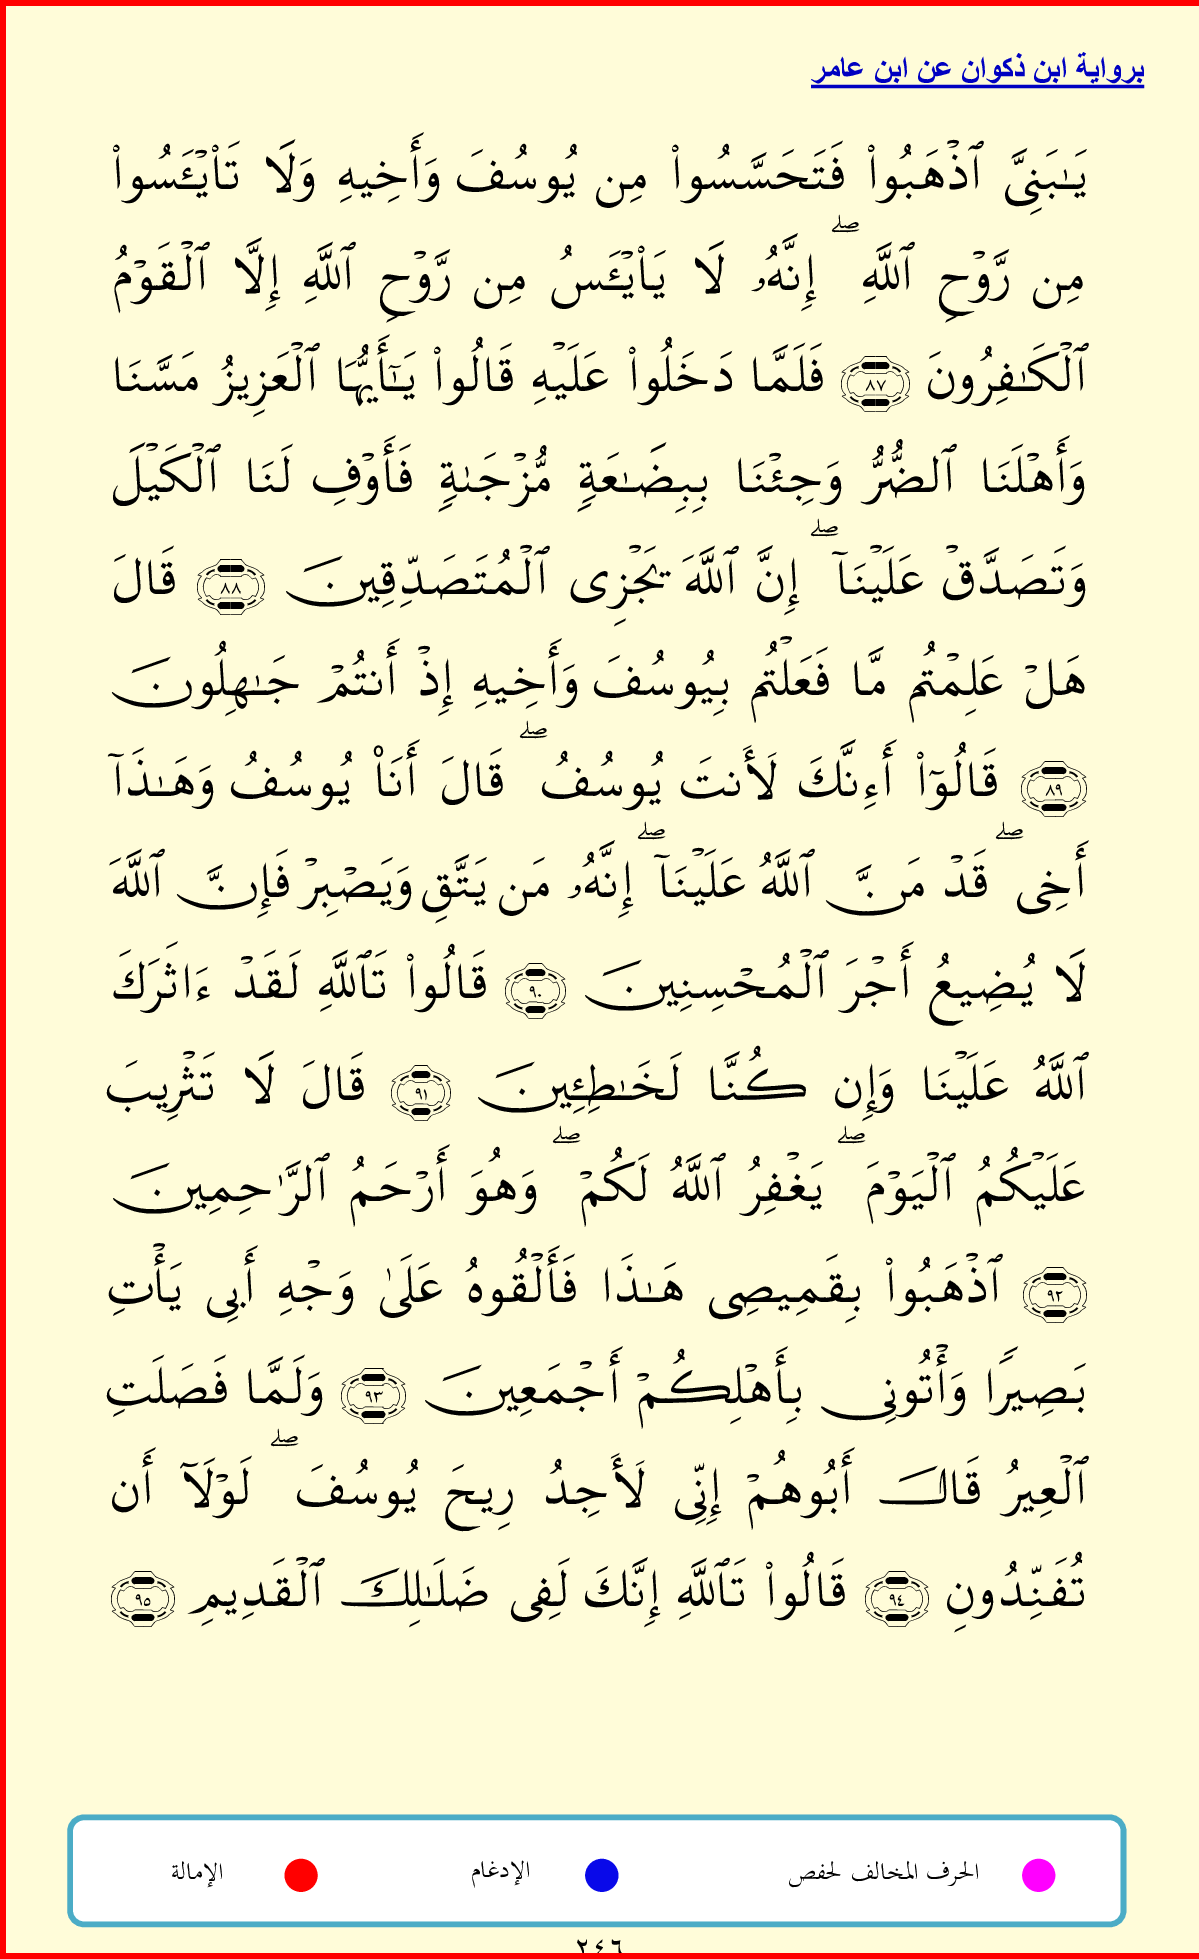 برواية ابن ذكوان عن ابن عامر
يَـٰبَنِىَّ ٱذْهَبُوا۟ فَتَحَسَّسُوا۟ مِن يُوسُفَ وَأَخِيهِ وَلَا تَا۟يْـَٔسُوا۟
مِن رَّوْحِ ٱللَّهِ ۖ إِنَّهُۥ لَا يَا۟يْـَٔسُ مِن رَّوْحِ ٱللَّهِ إِلَّا ٱلْقَوْمُ
ٱلْكَـٰفِرُونَ ٨٧ فَلَمَّا دَخَلُوا۟ عَلَيْهِ قَالُوا۟ يَـٰٓأَيُّهَا ٱلْعَزِيزُ مَسَّنَا
وَأَهْلَنَا ٱلضُّرُّ وَجِئْنَا بِبِضَـٰعَةٍ مُّزْجَىٰةٍ فَأَوْفِ لَنَا ٱلْكَيْلَ
وَتَصَدَّقْ عَلَيْنَآ ۖ إِنَّ ٱللَّهَ يَجْزِى ٱلْمُتَصَدِّقِينَ ٨٨ قَالَ
هَلْ عَلِمْتُم مَّا فَعَلْتُم بِيُوسُفَ وَأَخِيهِ إِذْ أَنتُمْ جَـٰهِلُونَ
٨٩ قَالُوٓا۟ أَءِنَّكَ لَأَنتَ يُوسُفُ ۖ قَالَ أَنَا۠ يُوسُفُ وَهَـٰذَآ
أَخِى ۖ قَدْ مَنَّ ٱللَّهُ عَلَيْنَآ ۖ إِنَّهُۥ مَن يَتَّقِ وَيَصْبِرْ فَإِنَّ ٱللَّهَ
لَا يُضِيعُ أَجْرَ ٱلْمُحْسِنِينَ ٩٠ قَالُوا۟ تَٱللَّهِ لَقَدْ ءَاثَرَكَ
ٱللَّهُ عَلَيْنَا وَإِن كُنَّا لَخَـٰطِـِٔينَ ٩١ قَالَ لَا تَثْرِيبَ
عَلَيْكُمُ ٱلْيَوْمَ ۖ يَغْفِرُ ٱللَّهُ لَكُمْ ۖ وَهُوَ أَرْحَمُ ٱلرَّٰحِمِينَ
٩٢ ٱذْهَبُوا۟ بِقَمِيصِى هَـٰذَا فَأَلْقُوهُ عَلَىٰ وَجْهِ أَبِى يَأْتِ
بَصِيرًا وَأْتُونِى بِأَهْلِكُمْ أَجْمَعِينَ ٩٣ وَلَمَّا فَصَلَتِ
ٱلْعِيرُ قَالَ أَبُوهُمْ إِنِّى لَأَجِدُ رِيحَ يُوسُفَ ۖ لَوْلَآ أَن
تُفَنِّدُونِ ٩٤ قَالُوا۟ تَٱللَّهِ إِنَّكَ لَفِى ضَلَـٰلِكَ ٱلْقَدِيمِ ٩٥
الحرف المخالف لحفص الإدغام الإمالة
٢٤٦